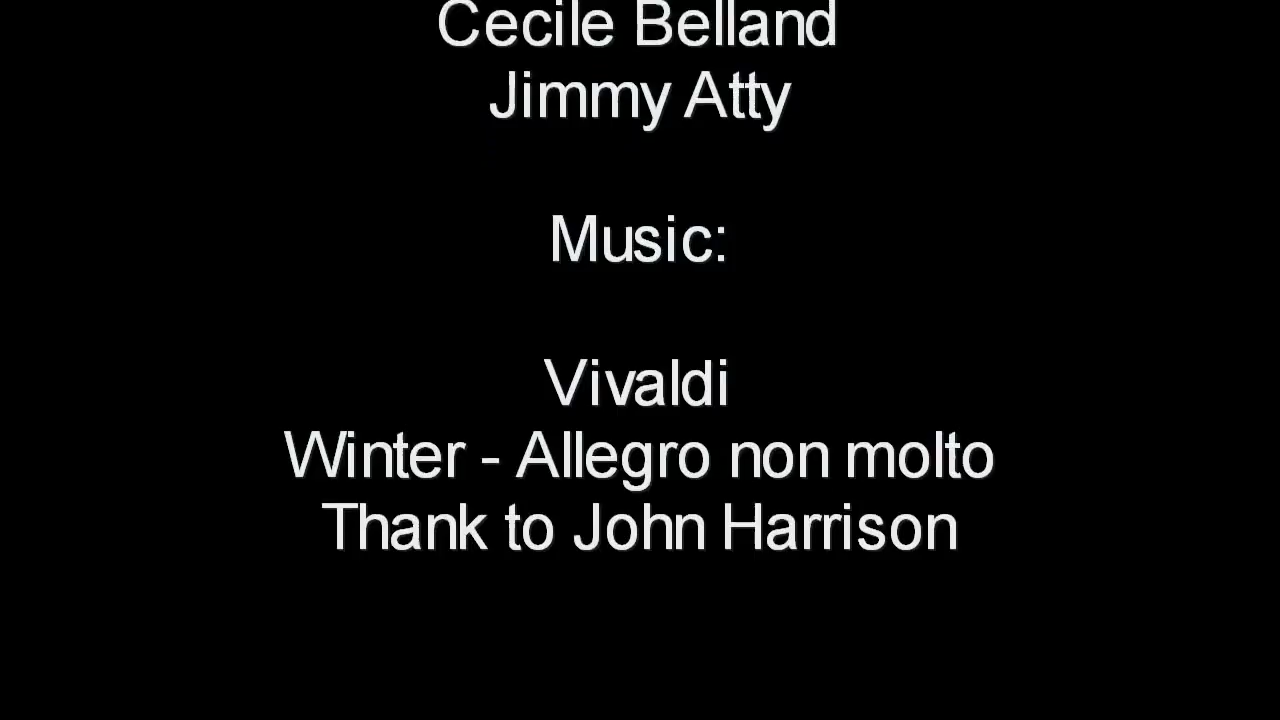 Cecile Belland
Jimmy Atty
Music:
Vivaldi
Winter - Allegro non molto
Thank to John Harrison